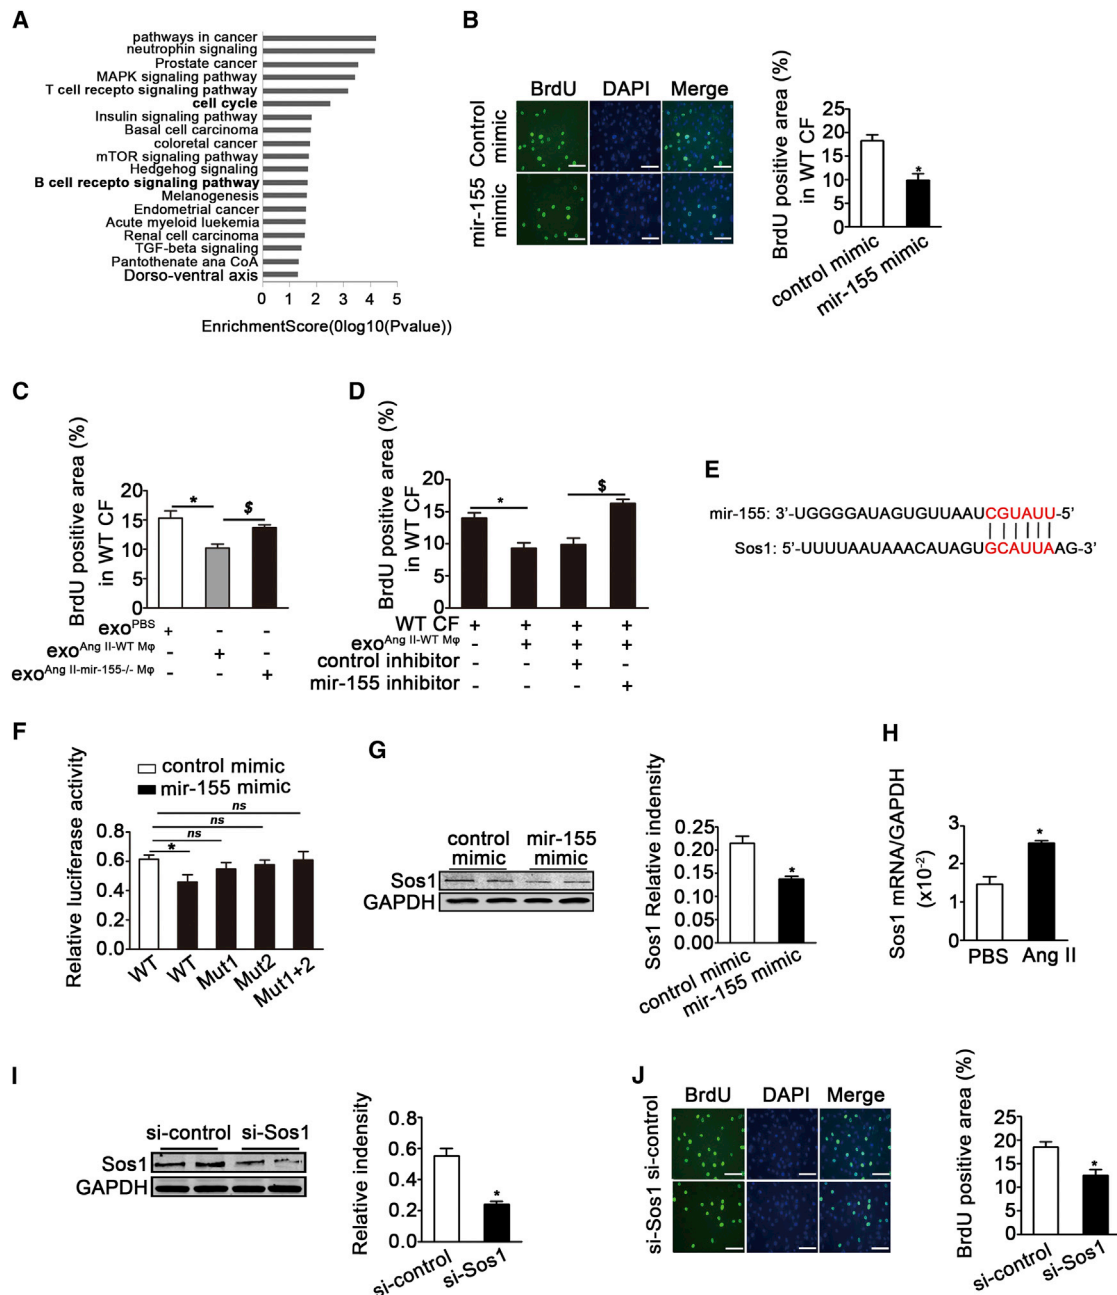 A
pathways in cancer
neutrophin signaling
Prostate cancer
MAPK signaling pathway
T cell recepto signaling pathway
cell cycle
Insulin signaling pathway
Basal cell carcinoma
coloretal cancer
mTOR signaling pathway
Hedgehog signaling
B cell recepto signaling pathway
Melanogenesis
Endometrial cancer
Acute myeloid luekemia
Renal cell carcinoma
TGF-beta signaling
Pantothenate ana CoA
Dorso-ventral axis
0 1 2 3 4 5
EnrichmentScore(0log10(Pvalue))
B
BrdU DAPI Merge
Control mimic
mir-155 mimic
BrdU positive area (%)
in WT CF
25
20
15
10
5
0
*
control mimic
mir-155 mimic
C
BrdU positive area (%)
in WT CF
20
15
10
5
0
* $
exoPBS + - -
exoAng II-WT Mφ - + -
exoAng II-mir-155-/- Mφ - - +
D
BrdU positive area (%)
in WT CF
20
15
10
5
0
* $
WT CF + + + +
exoAng II-WT Mφ - + + +
control inhibitor - - + -
mir-155 inhibitor - - - +
E
mir-155: 3'-UGGGGAUAGUGUUAAUCGUAUU-5'
Sos1: 5'-UUUUAAUAAACAUAGUGCAUUAAG-3'
F
control mimic
mir-155 mimic
Relative luciferase activity
0.8
0.6
0.4
0.2
0.0
ns
ns
ns
*
WT WT Mut1 Mut2 Mut1+2
G
control mimic
mir-155 mimic
Sos1
GAPDH
Sos1 Relative indensity
0.25
0.20
0.15
0.10
0.05
0.00
*
control mimic
mir-155 mimic
H
Sos1 mRNA/GAPDH
(x10-2)
3
2
1
0
*
PBS Ang II
I
si-control si-Sos1
Sos1
GAPDH
Relative indensity
0.8
0.6
0.4
0.2
0.0
*
si-control
si-Sos1
J
BrdU DAPI Merge
si-control
si-Sos1
BrdU positive area (%)
25
20
15
10
5
0
*
si-control
si-Sos1